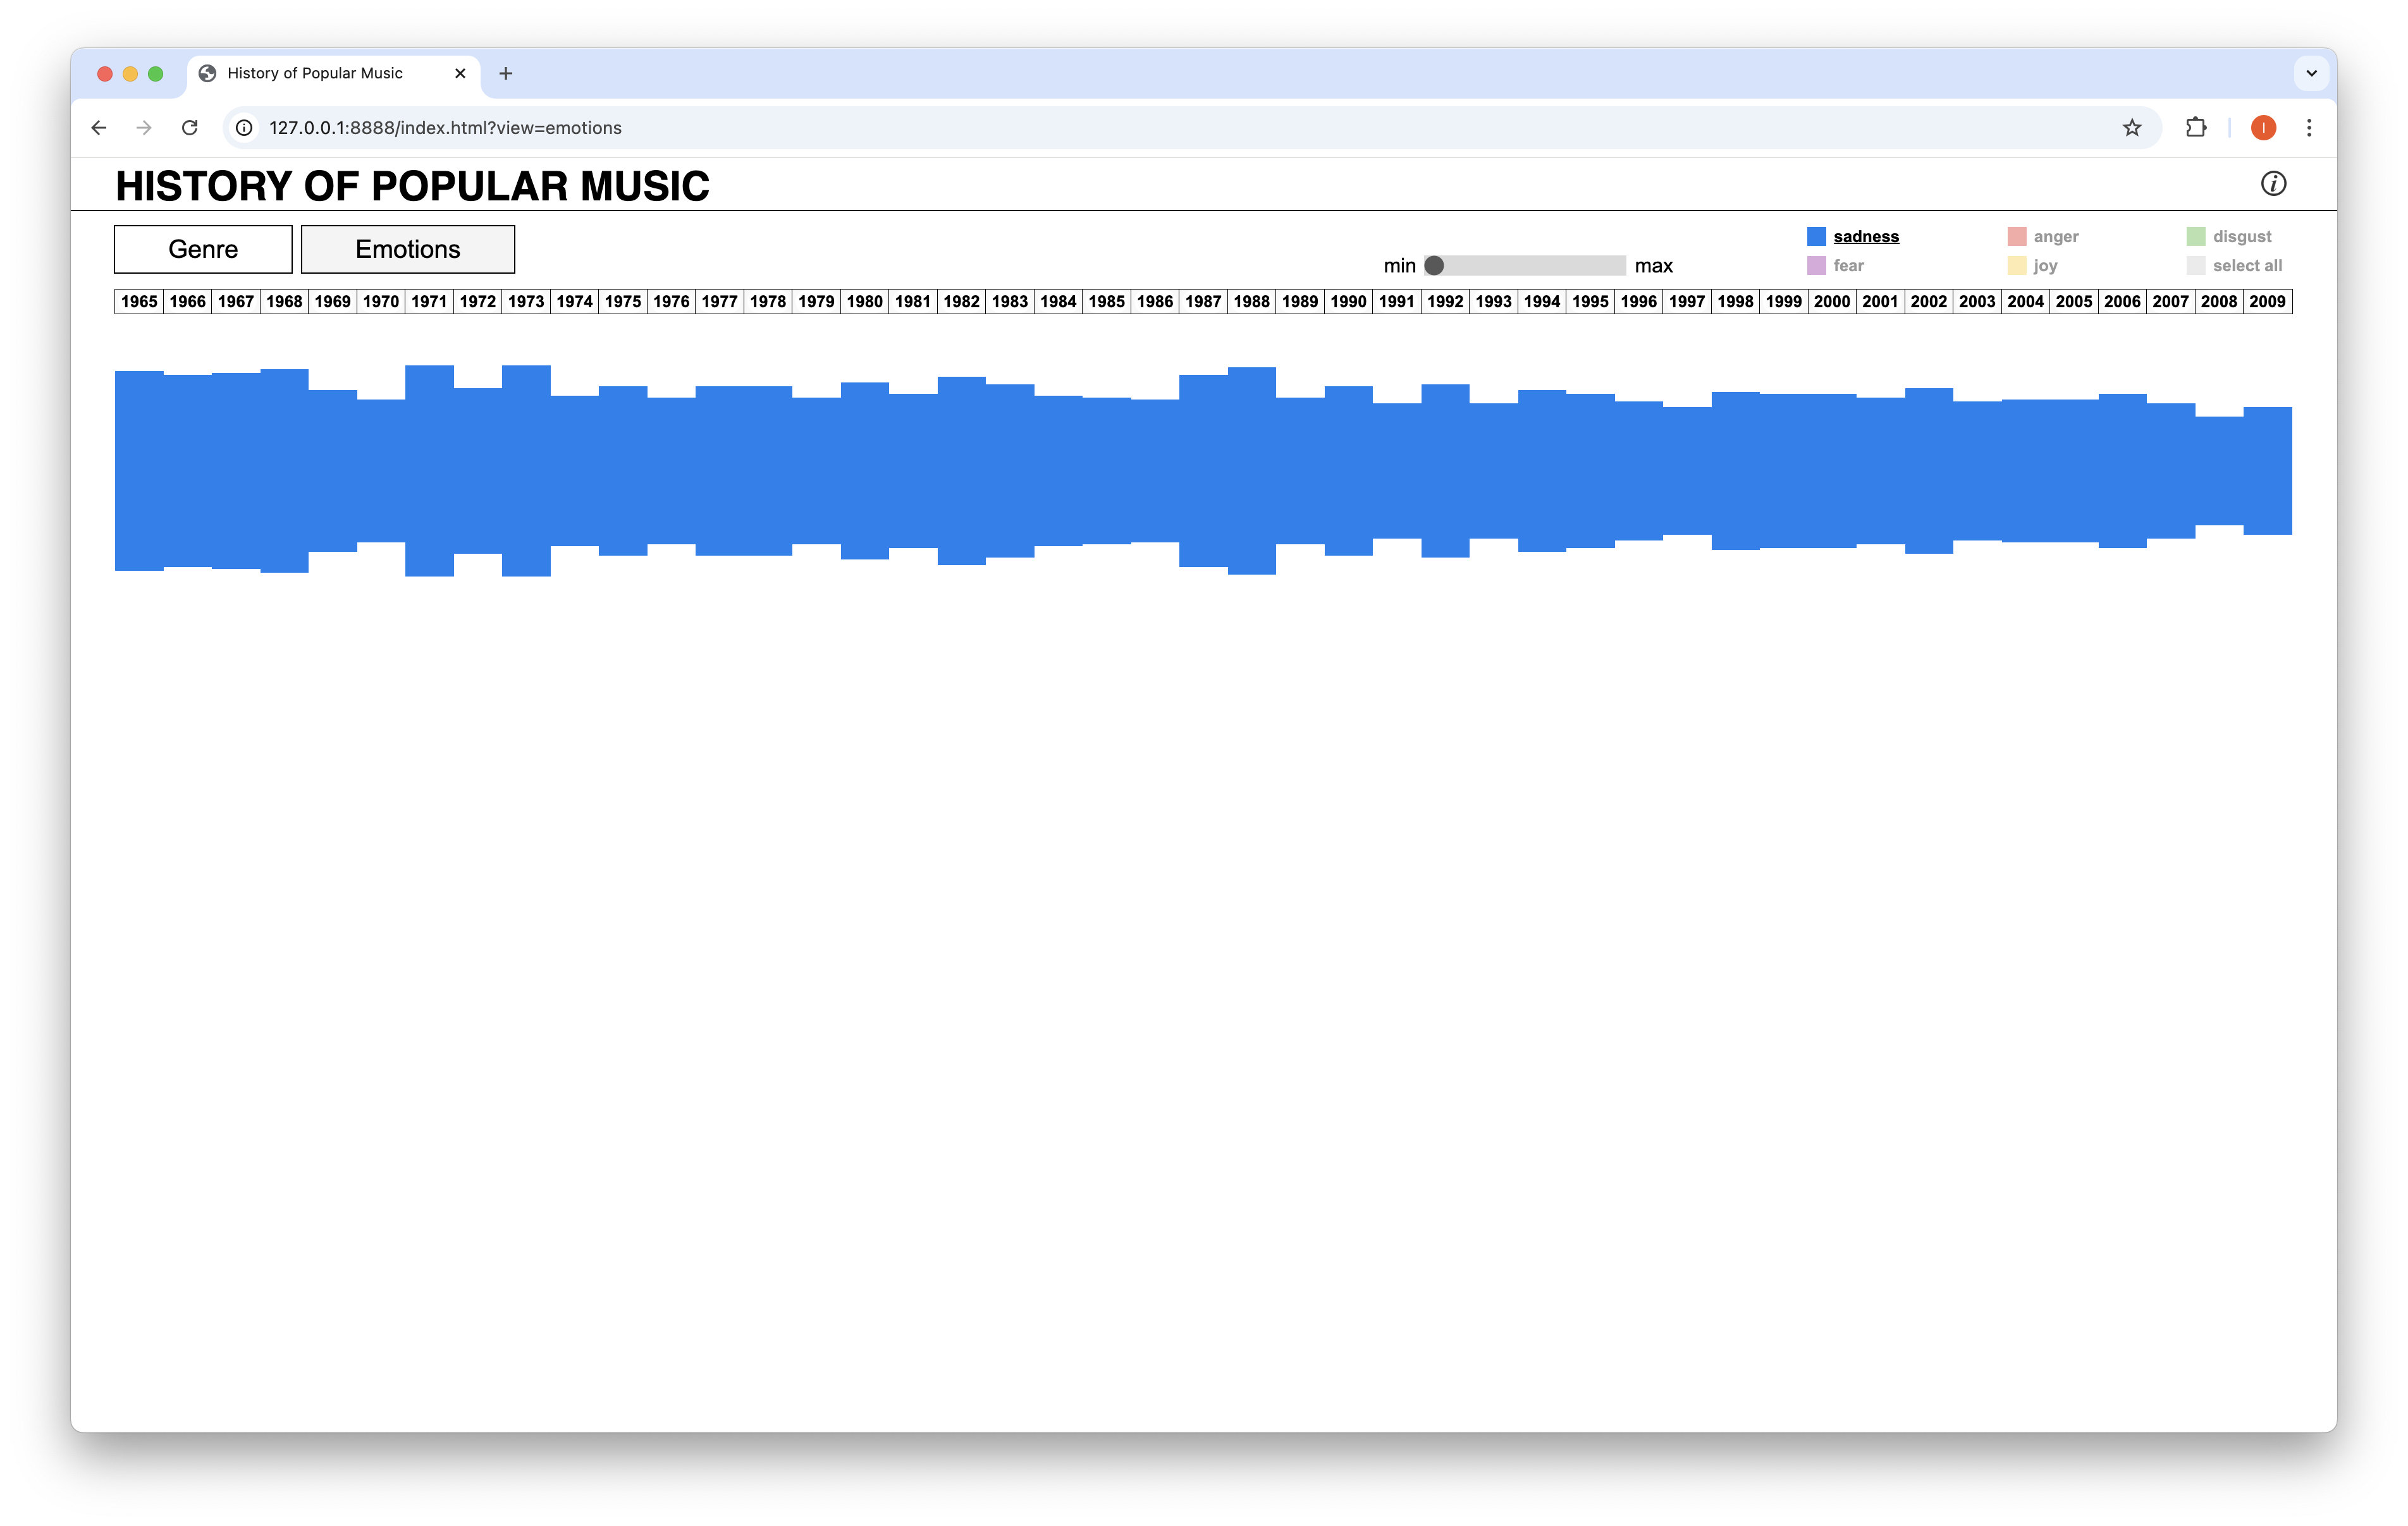 History of Popular Music
127.0.0.1:8888/index.html?view=emotions
I
HISTORY OF POPULAR MUSIC
i
Genre Emotions
min max
sadness anger disgust
fear joy select all
1965 1966 1967 1968 1969 1970 1971 1972 1973 1974 1975 1976 1977 1978 1979 1980 1981 1982 1983 1984 1985 1986 1987 1988 1989 1990 1991 1992 1993 1994 1995 1996 1997 1998 1999 2000 2001 2002 2003 2004 2005 2006 2007 2008 2009